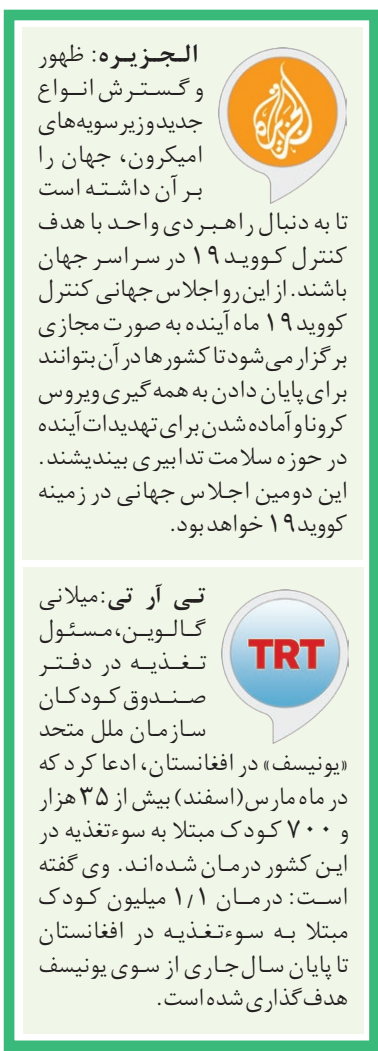 الجزیره: ظهور
و گسترش انواع
جدید وزیر سویه‌های
امیکرون، جهان را
بر آن داشته است
تا به دنبال راهبردی واحد با هدف
کنترل کووید ۱۹ در سراسر جهان
باشند. از این رو اجلاس جهانی کنترل
کووید ۱۹ ماه آینده به صورت مجازی
برگزار می‌شود تا کشورها در آن بتوانند
برای پایان دادن به همه گیری ویروس
کرونا و آماده شدن برای تهدیدات آینده
در حوزه سلامت تدابیری بیندیشند.
این دومین اجلاس جهانی در زمینه
کووید ۱۹ خواهد بود.
الجزيرة
تی آر تی: میلانی
گالوین، مسئول
تغذیه در دفتر
صندوق کودکان
سازمان ملل متحد
«یونیسف» در افغانستان، ادعا کرد که
در ماه مارس (اسفند) بیش از ۳۵ هزار
و ۷۰۰ کودک مبتلا به سوءتغذیه در
این کشور درمان شده‌اند. وی گفته
است: درمان ۱/۱ میلیون کودک
مبتلا به سوءتغذیه در افغانستان
تا پایان سال جاری از سوی یونیسف
هدف گذاری شده است.
TRT